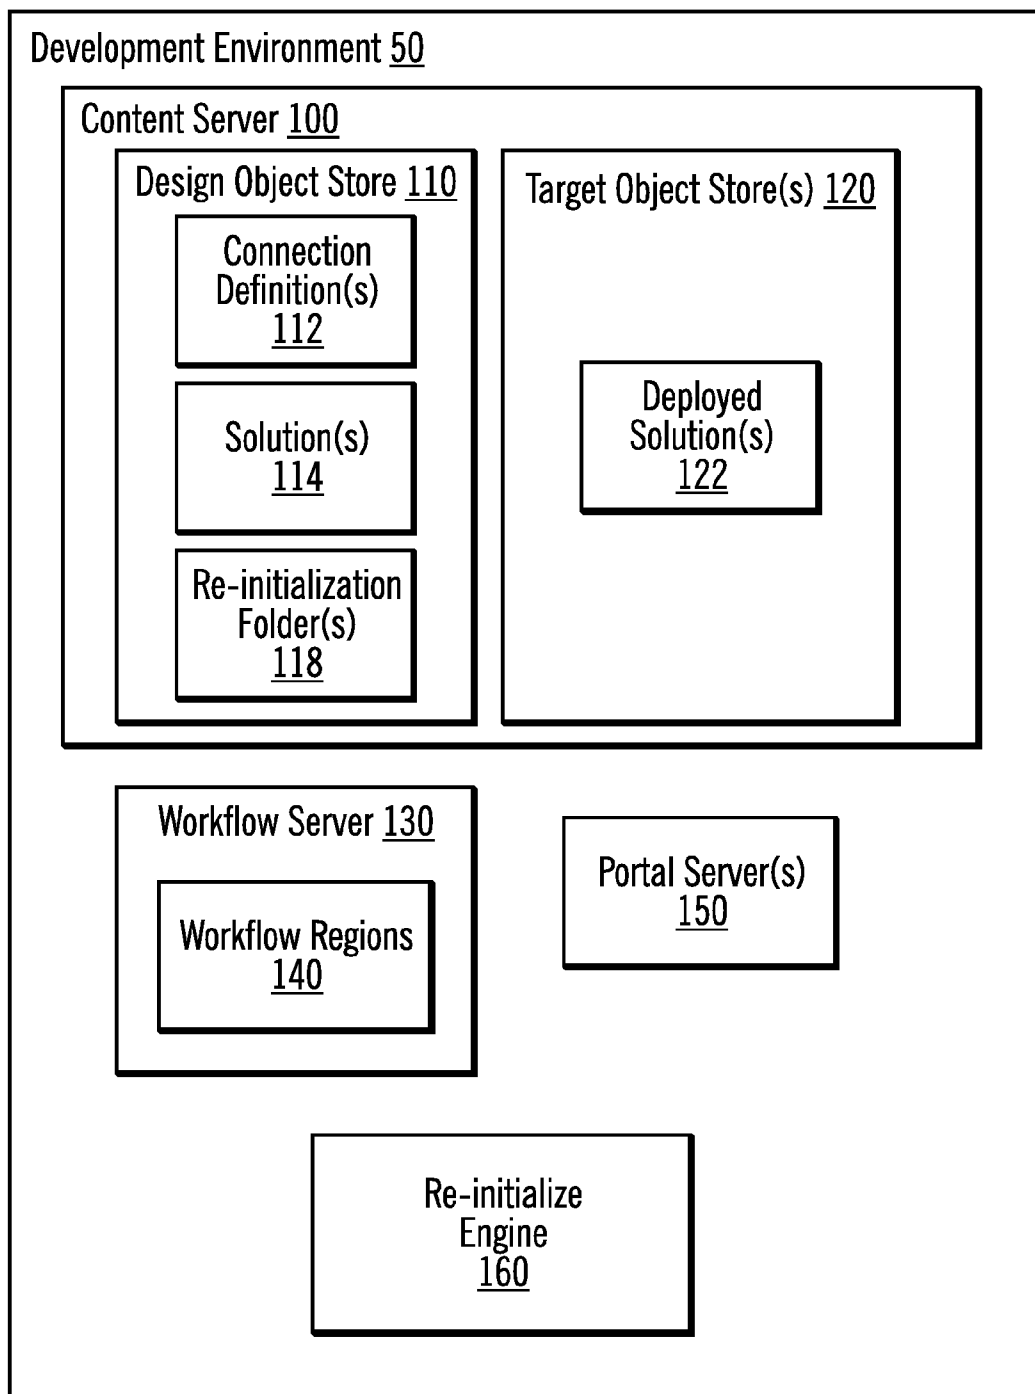 Development Environment 50
Content Server 100
Design Object Store 110
Connection
Definition(s)
112
Solution(s)
114
Re-initialization
Folder(s)
118
Target Object Store(s) 120
Deployed
Solution(s)
122
Workflow Server 130
Workflow Regions
140
Portal Server(s)
150
Re-initialize
Engine
160